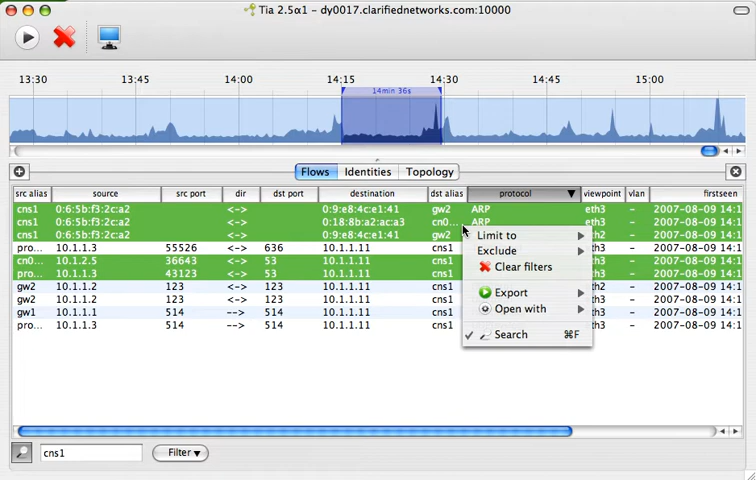 Tia 2.5α1 - dy0017.clarifiednetworks.com:10000
13:30 13:45 14:00 14:15 14:30 14:45 15:00
14min 36s
Flows Identities Topology
src alias source src port dir dst port destination dst alias protocol viewpoint vlan firstseen
cns1 0:6:5b:f3:2c:a2 <-> 0:9:e8:4c:e1:41 gw2 ARP eth3 - 2007-08-09 14:1
cns1 0:6:5b:f3:2c:a2 <-> 0:18:8b:a2:ac:a3 cn0... ARP eth3 - 2007-08-09 14:1
cns1 0:6:5b:f3:2c:a2 <-> 0:9:e8:4c:e1:41 gw2 eth2 - 2007-08-09 14:1
pro... 10.1.1.3 55526 <-> 636 10.1.1.11 cns1 eth3 - 2007-08-09 14:1
cn0... 10.1.2.5 36643 <-> 53 10.1.1.11 cns1 eth3 - 2007-08-09 14:1
pro... 10.1.1.3 43123 <-> 53 10.1.1.11 cns1 eth3 - 2007-08-09 14:1
gw2 10.1.1.2 123 <-> 123 10.1.1.11 cns1 eth2 - 2007-08-09 14:1
gw2 10.1.1.2 123 <-> 123 10.1.1.11 cns1 eth3 - 2007-08-09 14:1
gw1 10.1.1.1 514 --> 514 10.1.1.11 cns1 eth3 - 2007-08-09 14:1
pro... 10.1.1.3 514 --> 514 10.1.1.11 cns1 eth3 - 2007-08-09 14:1
Limit to
Exclude
Clear filters
Export
Open with
Search ⌘F
cns1 Filter